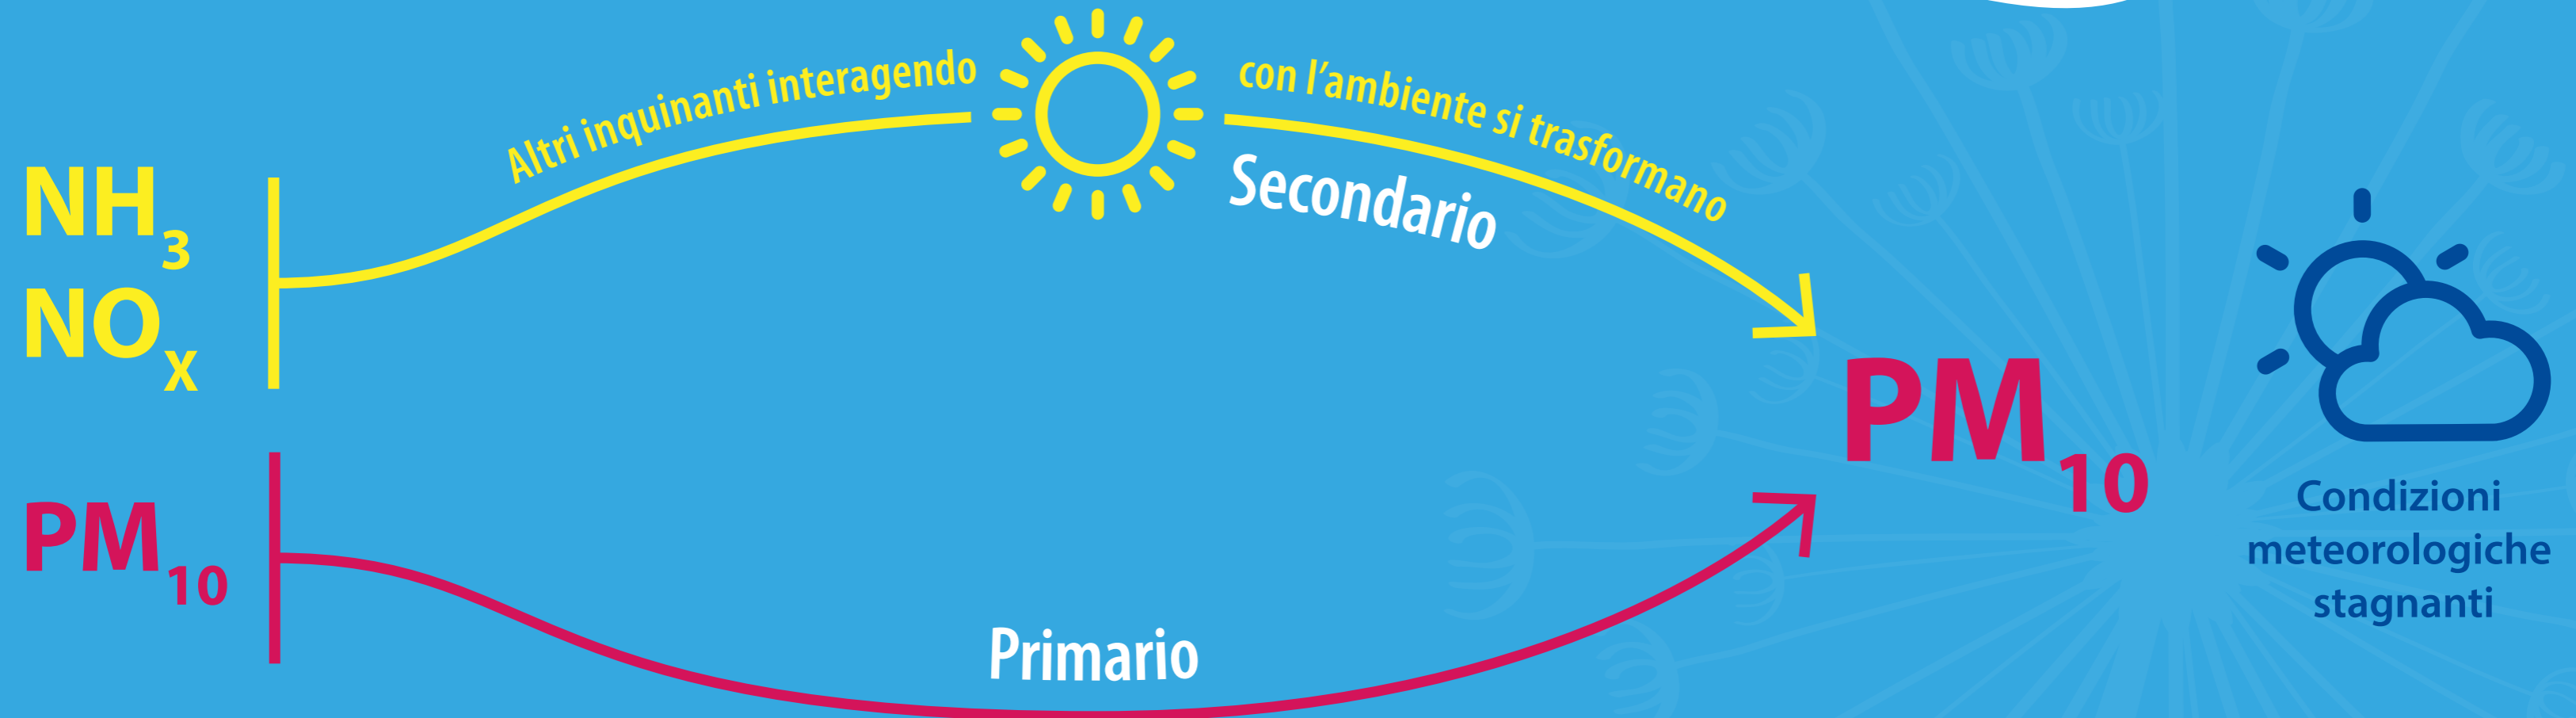 Altri inquinanti interagendo
con l’ambiente si trasformano
Secondario
NH3
NOX
PM10
Primario
PM10
Condizioni
meteorologiche
stagnanti